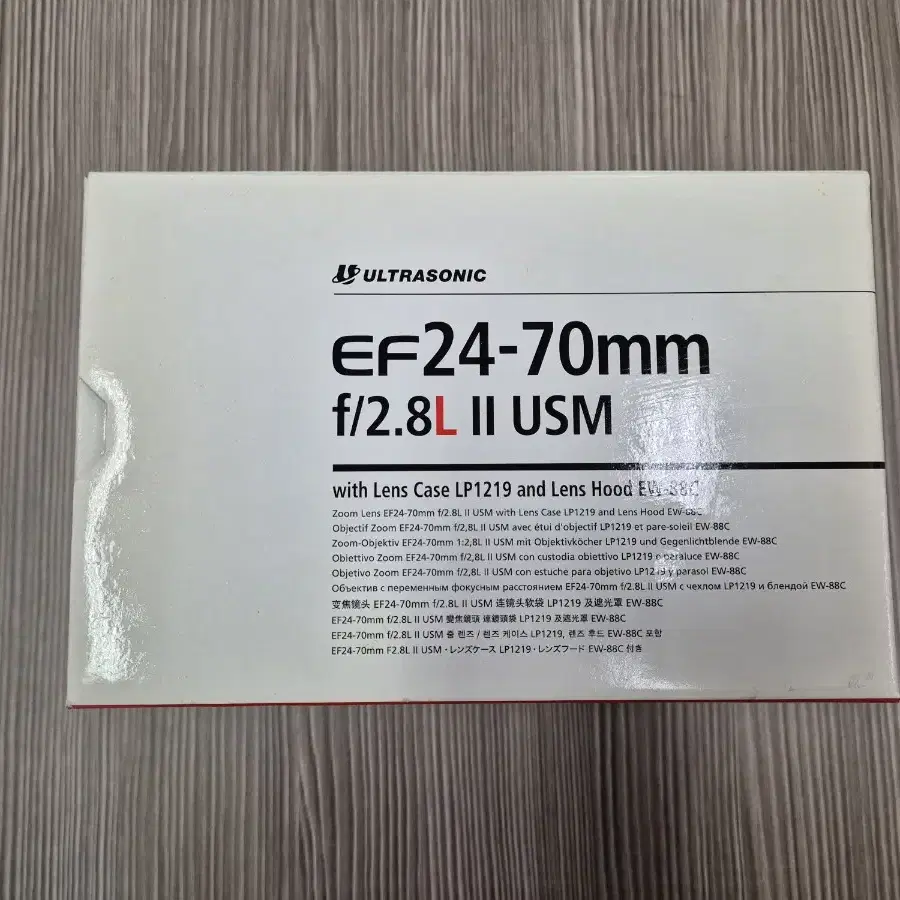 ULTRASONIC
EF24-70mm
f/2.8L II USM
with Lens Case LP1219 and Lens Hood EW-88C
Zoom Lens EF24-70mm f/2.8L II USM with Lens Case LP1219 and Lens Hood EW-88C
Objectif Zoom EF24-70mm f/2,8L II USM avec étui d'objectif LP1219 et pare-soleil EW-88C
Zoom-Objektiv EF24-70mm 1:2,8L II USM mit Objektivköcher LP1219 und Gegenlichtblende EW-88C
Obiettivo Zoom EF24-70mm f/2,8L II USM con custodia obiettivo LP1219 e paraluce EW-88C
Objetivo Zoom EF24-70mm f/2,8L II USM con estuche para objetivo LP1219 y parasol EW-88C
Объектив с переменным фокусным расстоянием EF24-70mm f/2.8L II USM с чехлом LP1219 и блендой EW-88C
变焦镜头 EF24-70mm f/2.8L II USM 连镜头软袋 LP1219 及遮光罩 EW-88C
EF24-70mm f/2.8L II USM 變焦鏡頭 連鏡頭袋 LP1219 及遮光罩 EW-88C
EF24-70mm f/2.8L II USM 줌 렌즈 / 렌즈 케이스 LP1219, 렌즈 후드 EW-88C 포함
EF24-70mm F2.8L II USM・レンズケース LP1219・レンズフード EW-88C 付き